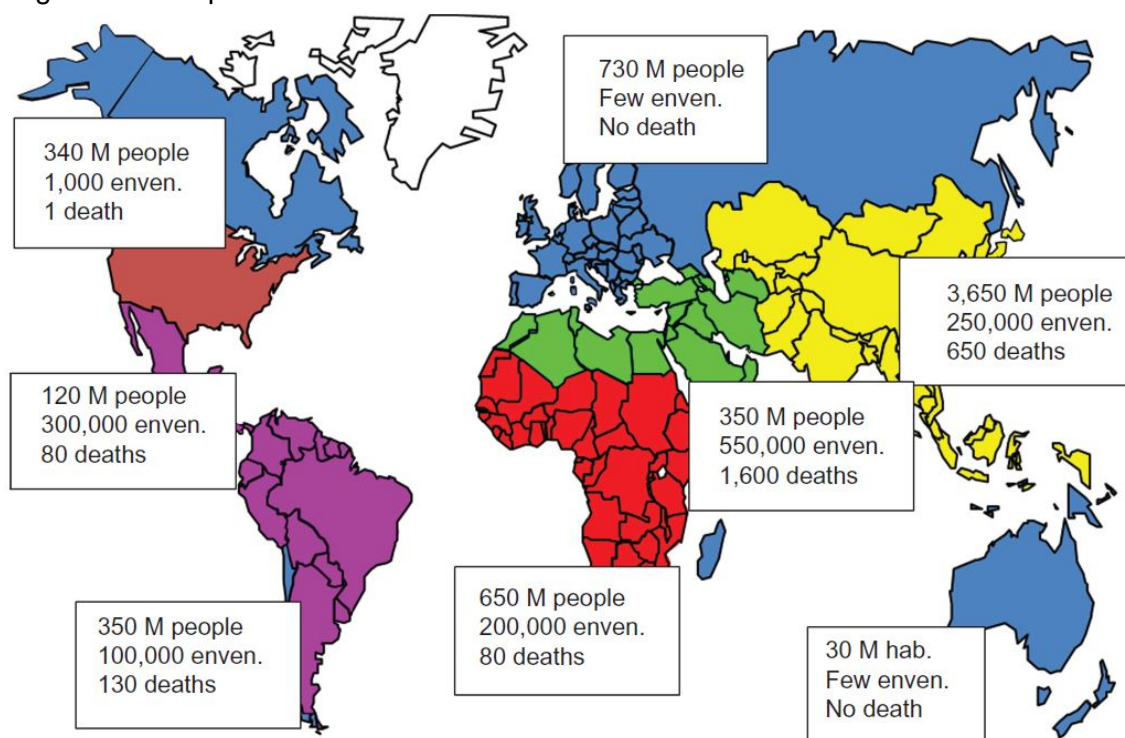 730 M people
Few enven.
No death
340 M people
1,000 enven.
1 death
3,650 M people
250,000 enven.
650 deaths
120 M people
300,000 enven.
80 deaths
350 M people
550,000 enven.
1,600 deaths
650 M people
200,000 enven.
80 deaths
350 M people
100,000 enven.
130 deaths
30 M hab.
Few enven.
No death